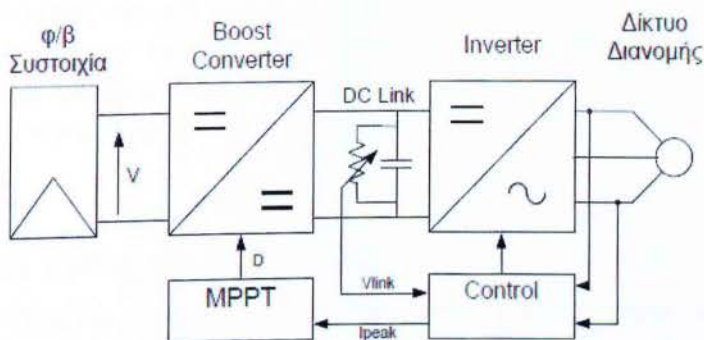 φ/β
Συστοιχία
Boost
Converter
DC Link
Inverter
Δίκτυο
Διανομής
V
D
MPPT
Vlink
Ipeak
Control